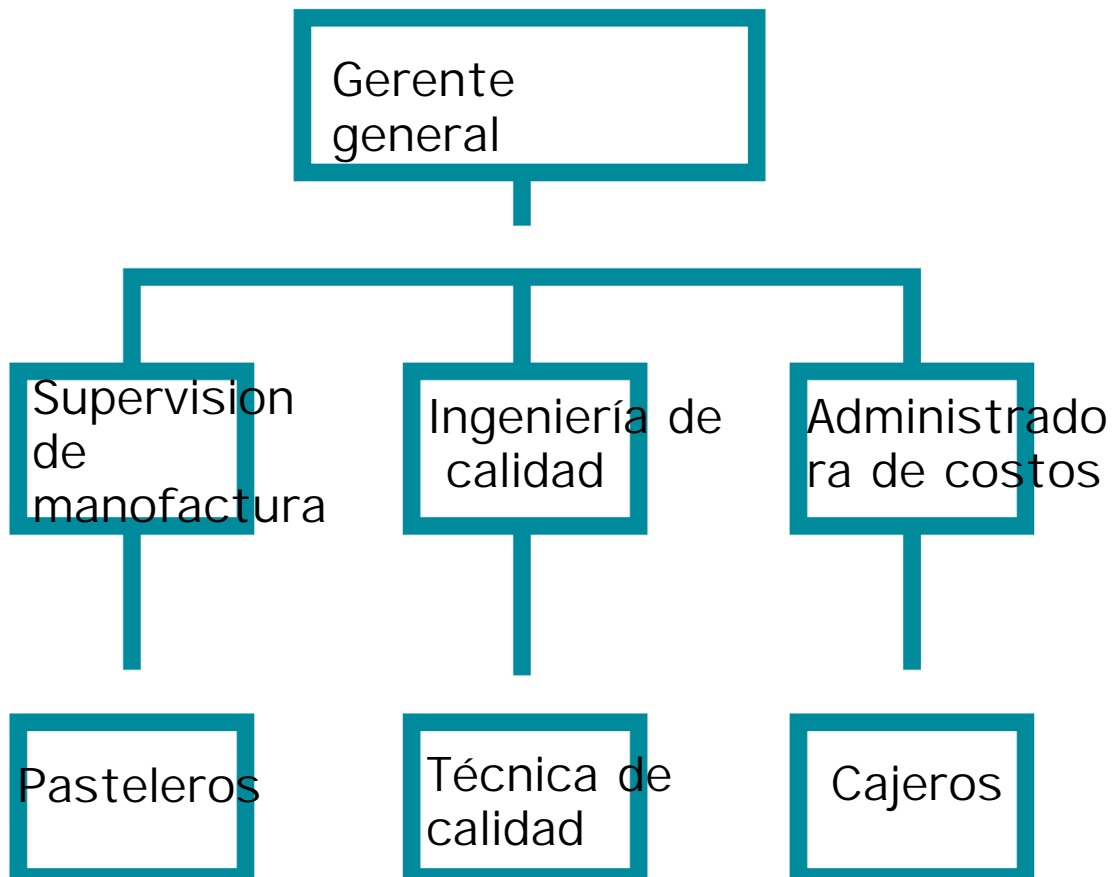 Gerente
general
Supervision
de
manofactura
Ingeniería de
calidad
Administrado
ra de costos
Pasteleros
Técnica de
calidad
Cajeros